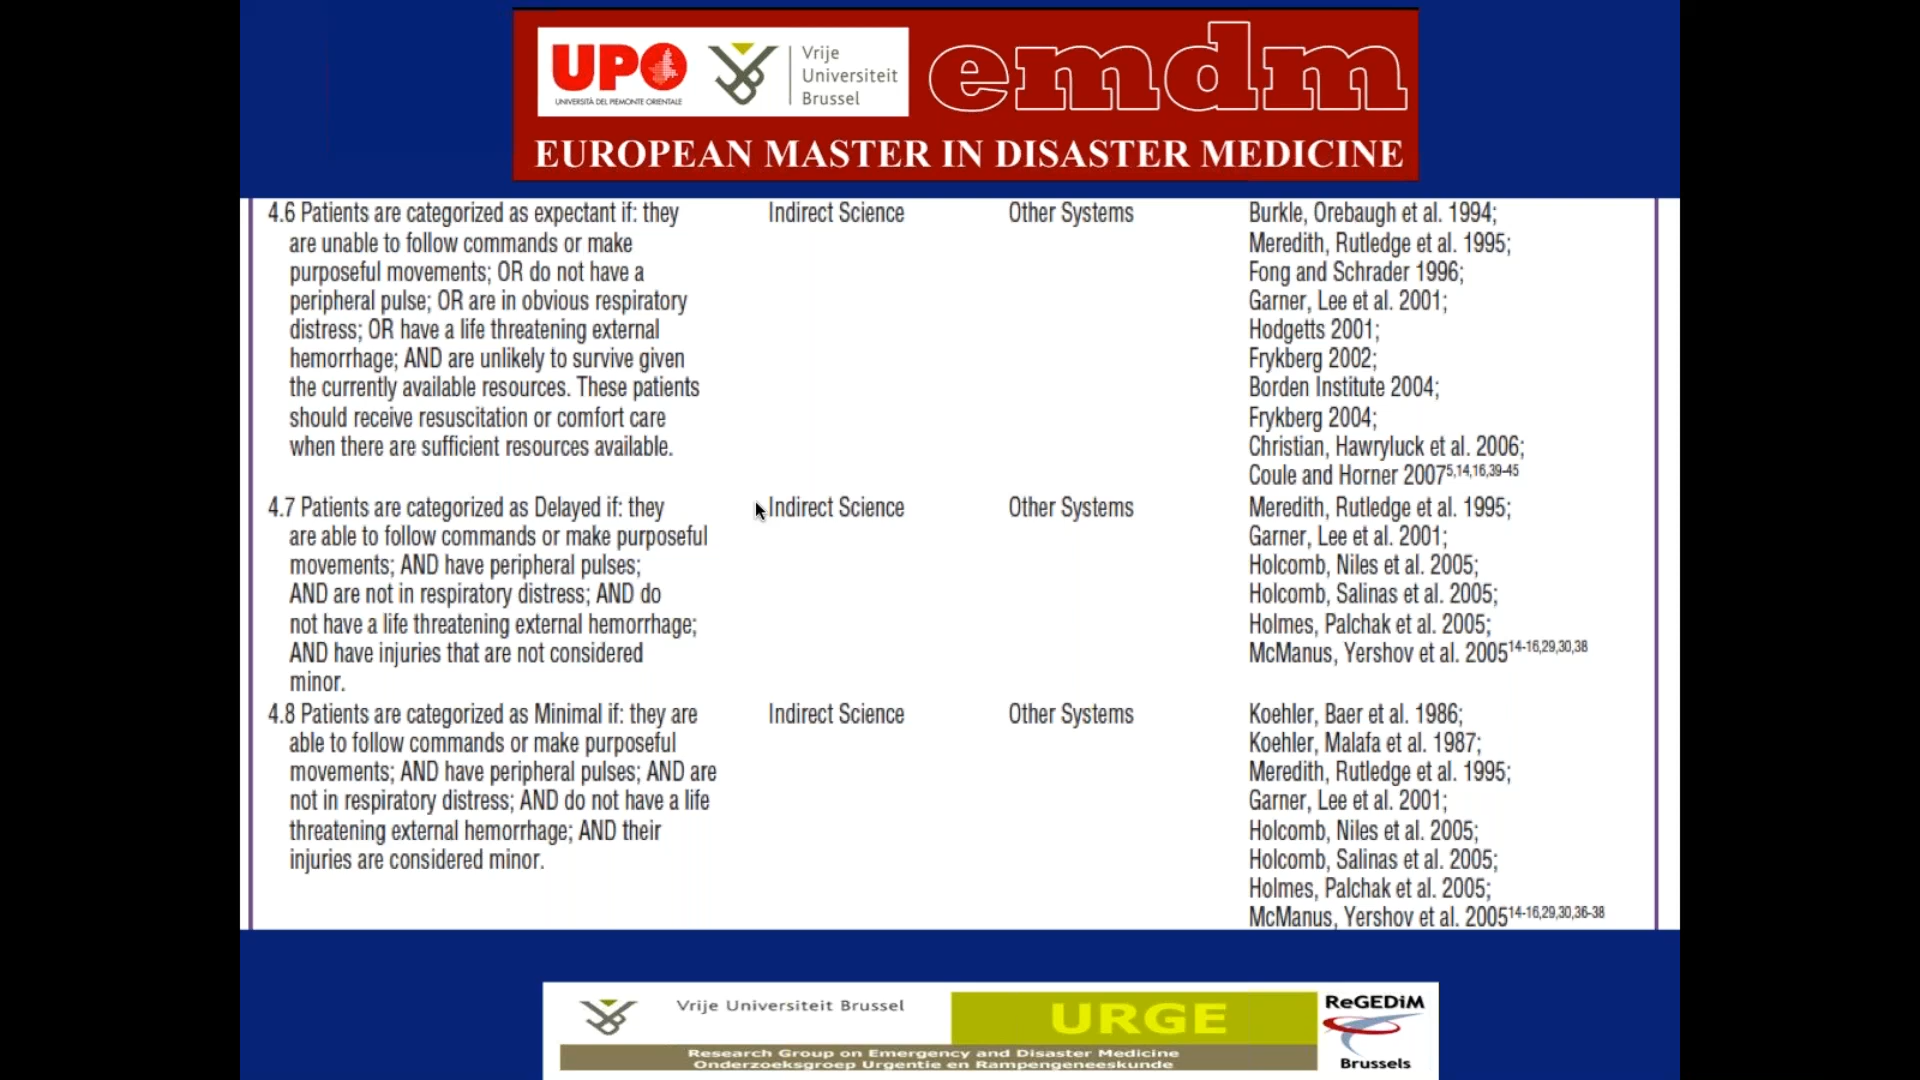 UPO
UNIVERSITÀ DEL PIEMONTE ORIENTALE
Vrije
Universiteit
Brussel
emdm
EUROPEAN MASTER IN DISASTER MEDICINE
4.6 Patients are categorized as expectant if: they
are unable to follow commands or make
purposeful movements; OR do not have a
peripheral pulse; OR are in obvious respiratory
distress; OR have a life threatening external
hemorrhage; AND are unlikely to survive given
the currently available resources. These patients
should receive resuscitation or comfort care
when there are sufficient resources available.
Indirect Science
Other Systems
Burkle, Orebaugh et al. 1994;
Meredith, Rutledge et al. 1995;
Fong and Schrader 1996;
Garner, Lee et al. 2001;
Hodgetts 2001;
Frykberg 2002;
Borden Institute 2004;
Frykberg 2004;
Christian, Hawryluck et al. 2006;
Coule and Horner 20075,14,16,39-45
4.7 Patients are categorized as Delayed if: they
are able to follow commands or make purposeful
movements; AND have peripheral pulses;
AND are not in respiratory distress; AND do
not have a life threatening external hemorrhage;
AND have injuries that are not considered
minor.
Indirect Science
Other Systems
Meredith, Rutledge et al. 1995;
Garner, Lee et al. 2001;
Holcomb, Niles et al. 2005;
Holcomb, Salinas et al. 2005;
Holmes, Palchak et al. 2005;
McManus, Yershov et al. 200514-16,29,30,38
4.8 Patients are categorized as Minimal if: they are
able to follow commands or make purposeful
movements; AND have peripheral pulses; AND are
not in respiratory distress; AND do not have a life
threatening external hemorrhage; AND their
injuries are considered minor.
Indirect Science
Other Systems
Koehler, Baer et al. 1986;
Koehler, Malafa et al. 1987;
Meredith, Rutledge et al. 1995;
Garner, Lee et al. 2001;
Holcomb, Niles et al. 2005;
Holcomb, Salinas et al. 2005;
Holmes, Palchak et al. 2005;
McManus, Yershov et al. 200514-16,29,30,36-38
Vrije Universiteit Brussel
URGE
Research Group on Emergency and Disaster Medicine
Onderzoeksgroep Urgentie en Rampengeneeskunde
ReGEDiM
Brussels